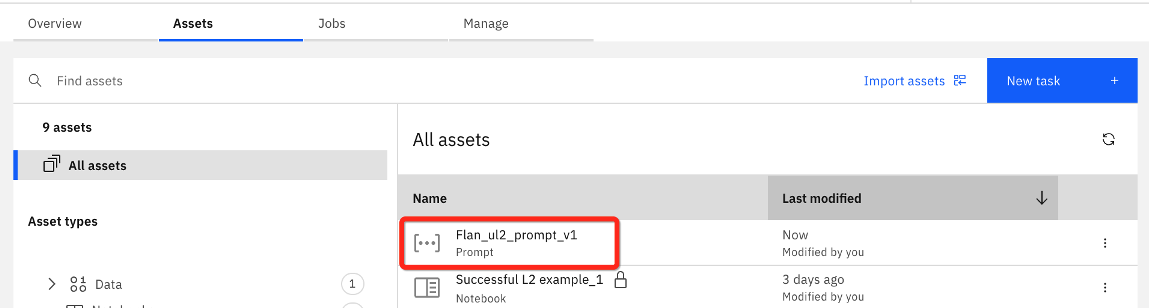 Overview Assets Jobs Manage
Find assets Import assets New task +
9 assets
All assets
All assets
Asset types
Name Last modified
Flan_ul2_prompt_v1 Now
Prompt Modified by you
Data 1
Successful L2 example_1 3 days ago
Notebook Modified by you